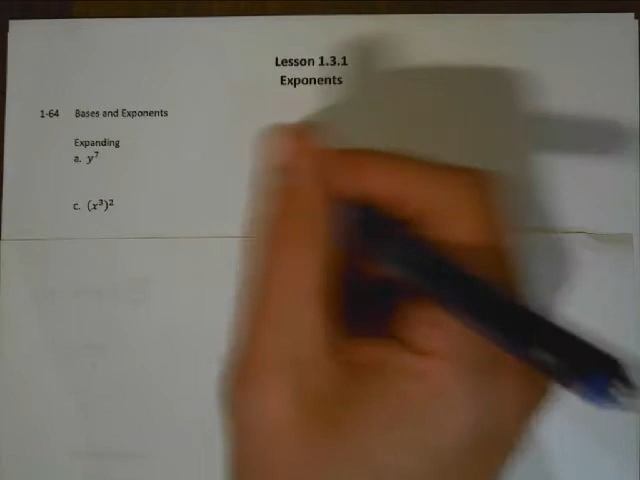 Lesson 1.3.1
Exponents
1-64 Bases and Exponents
Expanding
a. y⁷
c. (x³)²